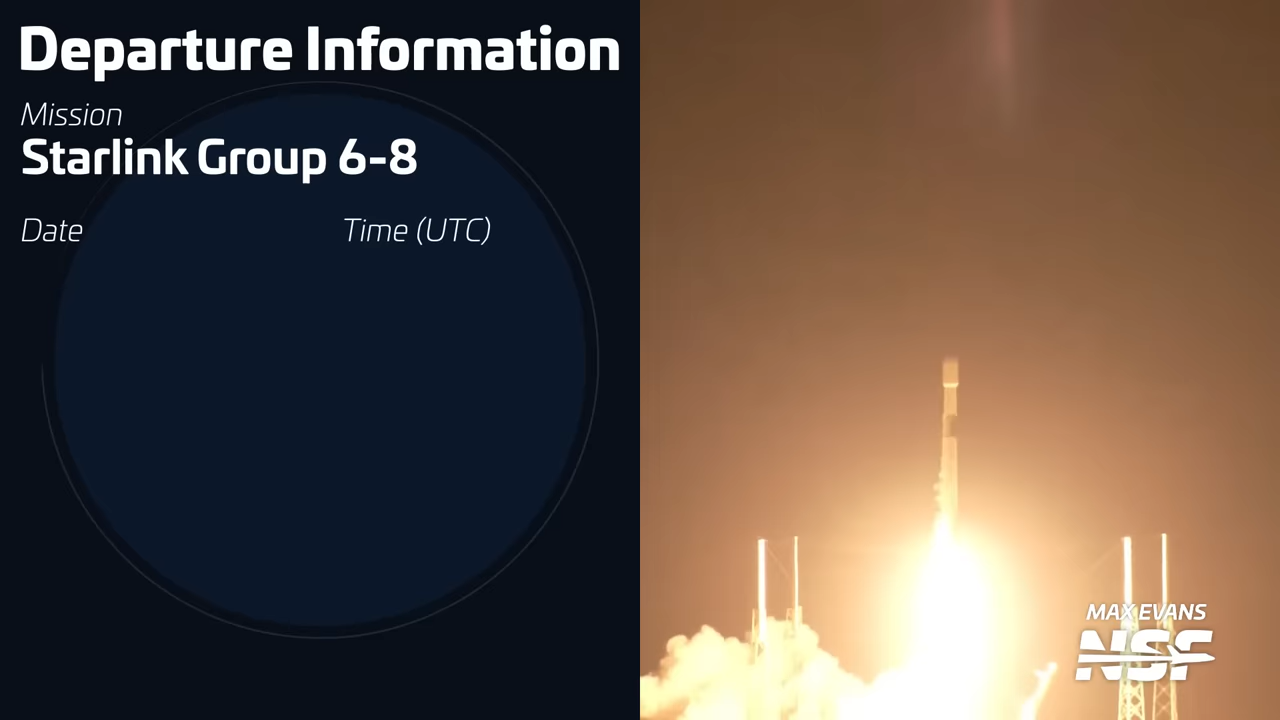 Departure Information
Mission
Starlink Group 6-8
Date
Time (UTC)
MAX EVANS
NSF